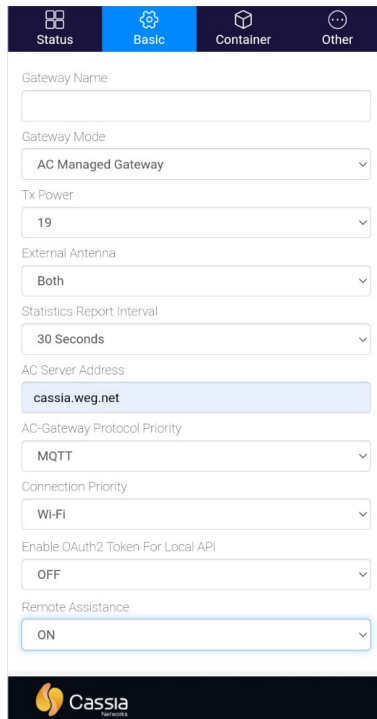 Status Basic Container Other
Gateway Name
Gateway Mode
AC Managed Gateway
Tx Power
19
External Antenna
Both
Statistics Report Interval
30 Seconds
AC Server Address
cassia.weg.net
AC-Gateway Protocol Priority
MQTT
Connection Priority
Wi-Fi
Enable OAuth2 Token For Local API
OFF
Remote Assistance
ON
Cassia
Networks